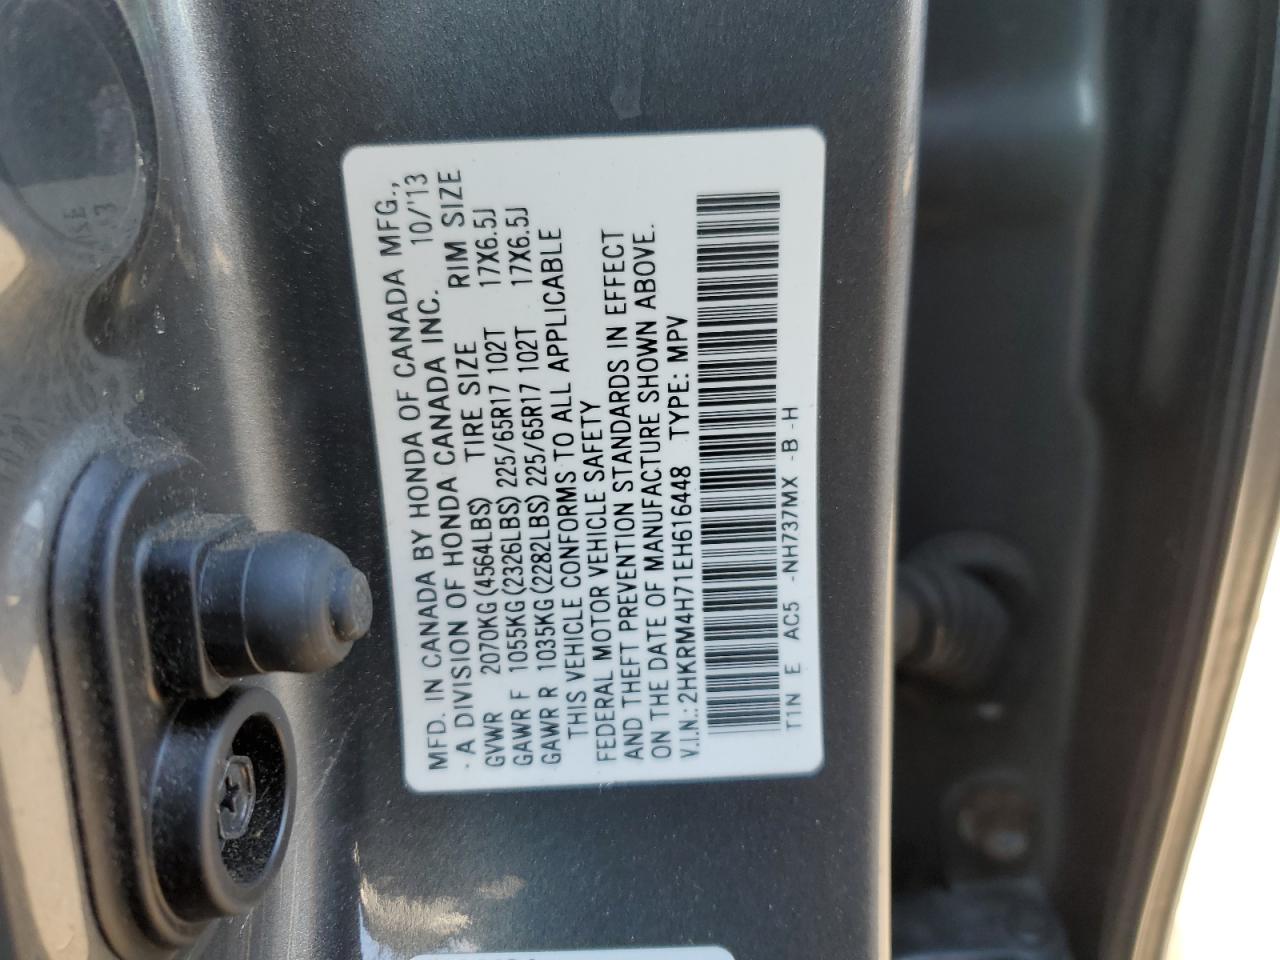 MFD. IN CANADA BY HONDA OF CANADA MFG.,
- A DIVISION OF HONDA CANADA INC. 10/'13
GVWR 2070KG(4564LBS) TIRE SIZE RIM SIZE
GAWR F 1055KG(2326LBS) 225/65R17 102T 17X6.5J
GAWR R 1035KG(2282LBS) 225/65R17 102T 17X6.5J
THIS VEHICLE CONFORMS TO ALL APPLICABLE
FEDERAL MOTOR VEHICLE SAFETY
AND THEFT PREVENTION STANDARDS IN EFFECT
ON THE DATE OF MANUFACTURE SHOWN ABOVE.
V.I.N.: 2HKRM4H71EH616448 TYPE: MPV
T1N E AC5 -NH737MX -B -H